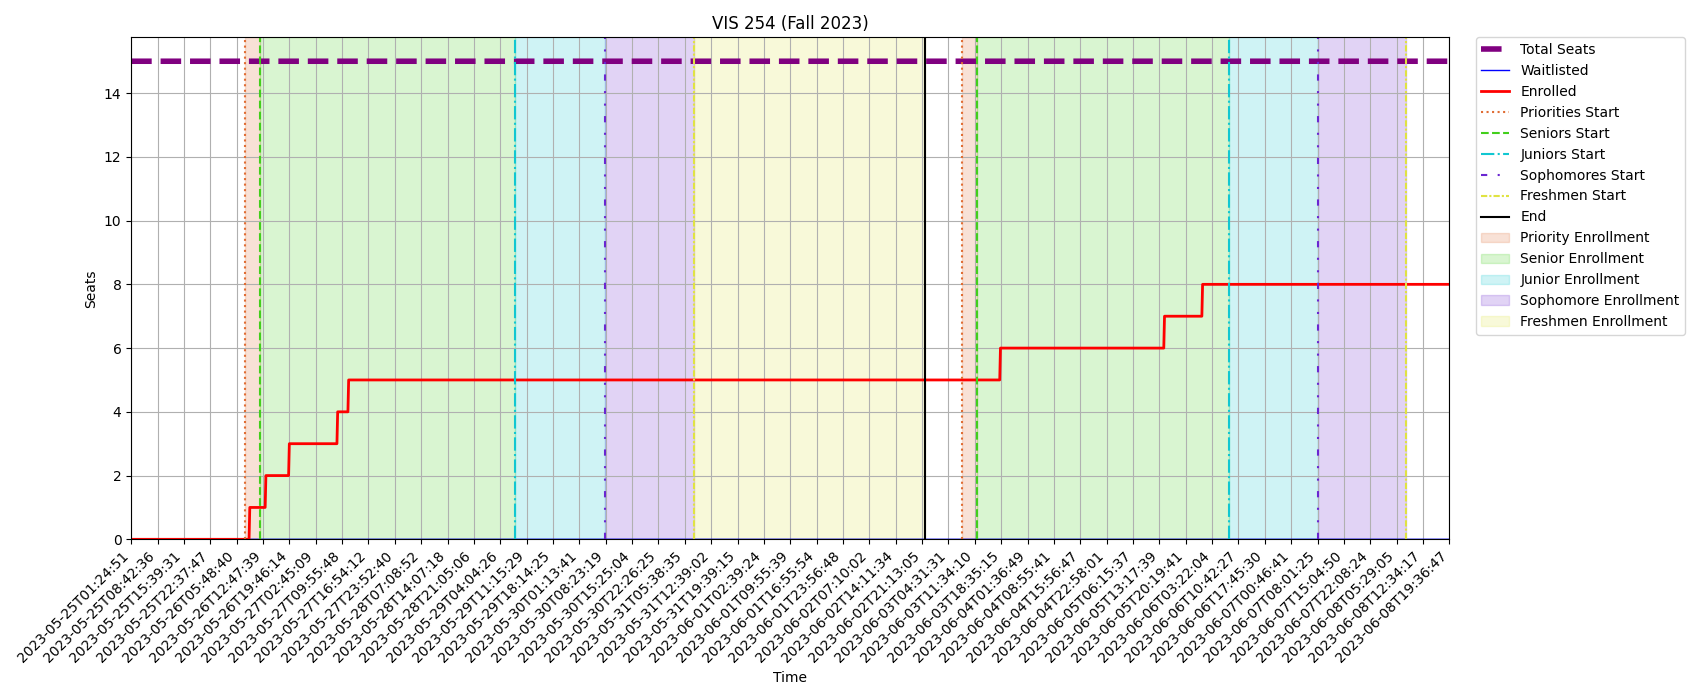 VIS 254 (Fall 2023)
Seats
14
12
10
8
6
4
2
0
2023-05-25T01:24:51
2023-05-25T08:42:36
2023-05-25T15:39:31
2023-05-25T22:37:47
2023-05-26T05:48:40
2023-05-26T12:47:39
2023-05-26T19:46:14
2023-05-27T02:45:09
2023-05-27T09:55:48
2023-05-27T16:54:12
2023-05-27T23:52:40
2023-05-28T07:08:52
2023-05-28T14:07:18
2023-05-28T21:05:06
2023-05-29T04:04:26
2023-05-29T11:15:29
2023-05-29T18:14:25
2023-05-30T01:13:41
2023-05-30T08:23:19
2023-05-30T15:25:04
2023-05-30T22:26:25
2023-05-31T05:38:35
2023-05-31T12:39:02
2023-05-31T19:39:15
2023-06-01T02:39:24
2023-06-01T09:55:39
2023-06-01T16:55:54
2023-06-01T23:56:48
2023-06-02T07:10:02
2023-06-02T14:11:34
2023-06-02T21:13:05
2023-06-03T04:31:31
2023-06-03T11:34:10
2023-06-03T18:35:15
2023-06-04T01:36:49
2023-06-04T08:55:41
2023-06-04T15:56:47
2023-06-04T22:58:01
2023-06-05T06:15:37
2023-06-05T13:17:39
2023-06-05T20:19:41
2023-06-06T03:22:04
2023-06-06T10:42:27
2023-06-06T17:45:30
2023-06-07T00:46:41
2023-06-07T08:01:25
2023-06-07T15:04:50
2023-06-07T22:08:24
2023-06-08T05:29:05
2023-06-08T12:34:17
2023-06-08T19:36:47
Time
Total Seats
Waitlisted
Enrolled
Priorities Start
Seniors Start
Juniors Start
Sophomores Start
Freshmen Start
End
Priority Enrollment
Senior Enrollment
Junior Enrollment
Sophomore Enrollment
Freshmen Enrollment